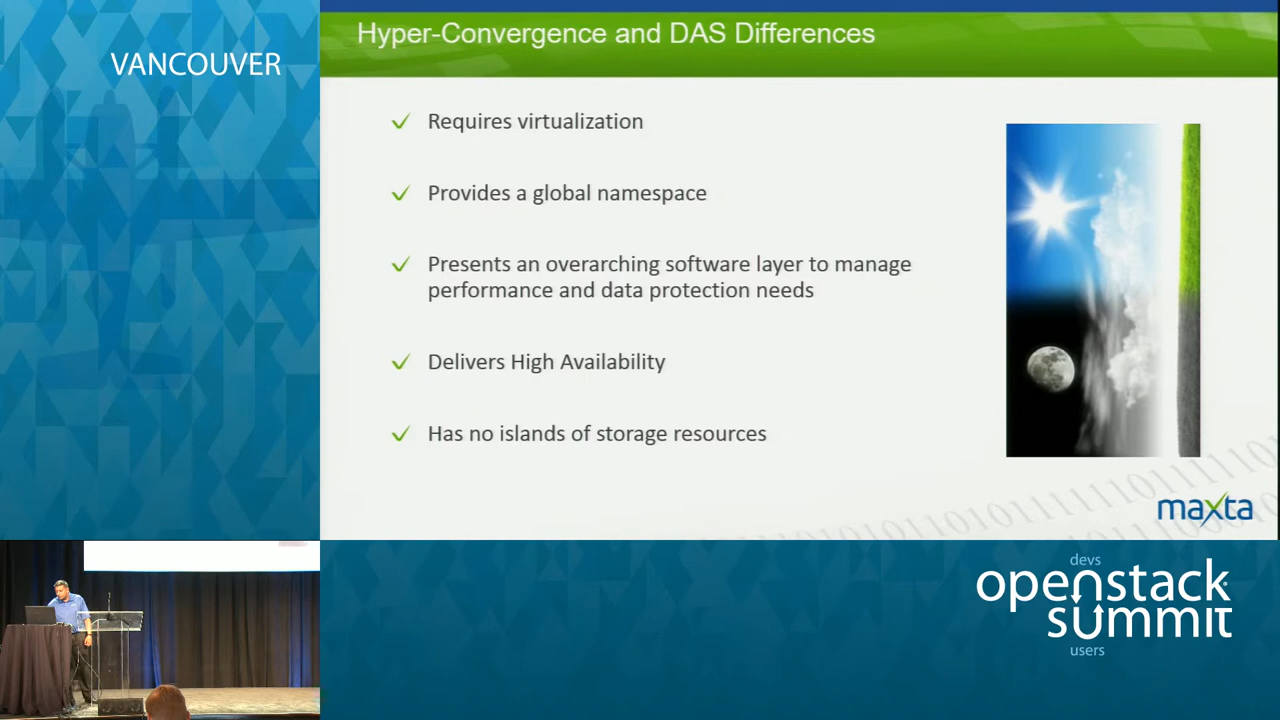 VANCOUVER
Hyper-Convergence and DAS Differences
Requires virtualization
Provides a global namespace
Presents an overarching software layer to manage
performance and data protection needs
Delivers High Availability
Has no islands of storage resources
maxta
devs
openstack
summit
users